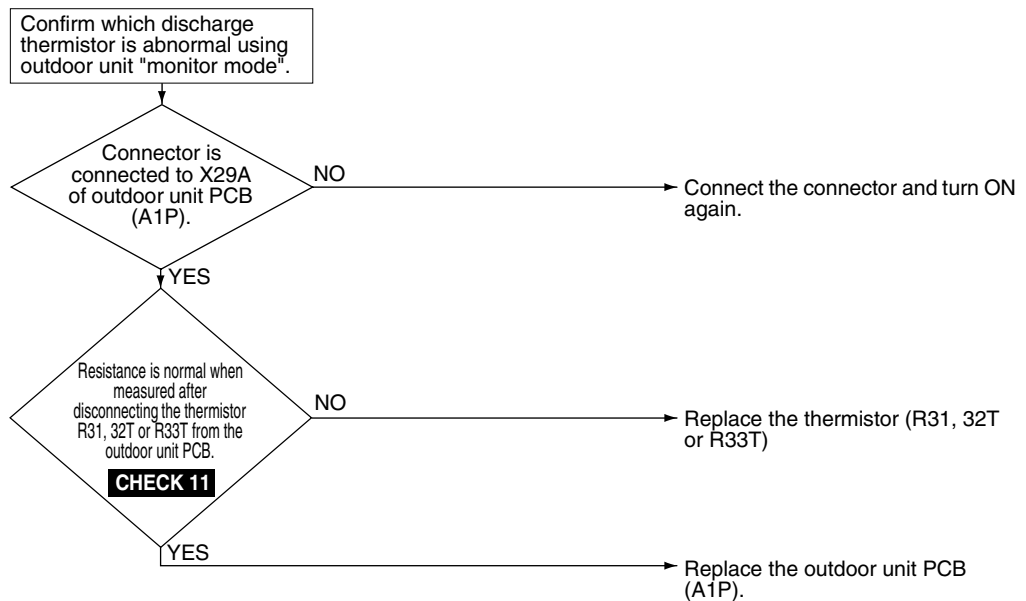 Confirm which discharge
thermistor is abnormal using
outdoor unit "monitor mode".
Connector is
connected to X29A
of outdoor unit PCB
(A1P).
NO
Connect the connector and turn ON
again.
YES
Resistance is normal when
measured after
disconnecting the thermistor
R31, 32T or R33T from the
outdoor unit PCB.
CHECK 11
NO
Replace the thermistor (R31, 32T
or R33T)
YES
Replace the outdoor unit PCB
(A1P).